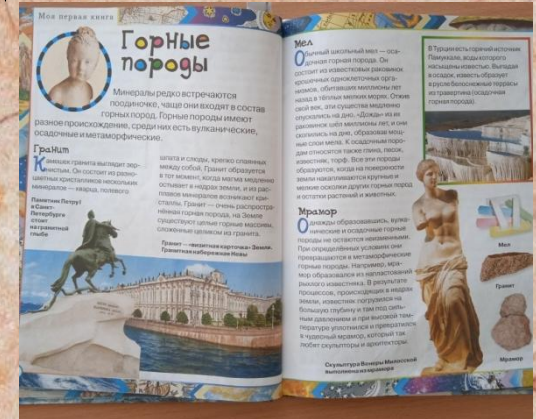 Моя первая книга
Горные
породы
Минералы редко встречаются
поодиночке, чаще они входят в состав
горных пород. Горные породы имеют
разное происхождение, среди них есть вулканические,
осадочные и метаморфические.
Гранит
Камешек гранита выглядит зер-
нистым. Он состоит из разно-
цветных кристалликов нескольких
минералов — кварца, полевого
Памятник Петру I
в Санкт-
Петербурге
стоит
на гранитной
глыбе
шпата и слюды, крепко спаянных
между собой. Гранит образуется
в тот момент, когда магма медленно
остывает в недрах земли, и из рас-
плавов минералов возникают кри-
сталлы. Гранит — очень распростра-
нённая горная порода, на Земле
существуют целые горные массивы,
сложенные целиком из гранита.
Гранит — «визитная карточка» Земли.
Гранитная набережная Невы
Мел
Обычный школьный мел — оса-
дочная горная порода. Он
состоит из известковых раковинок
крошечных одноклеточных орга-
низмов, обитавших миллионы лет
назад в тёплых мелких морях. Отжив
свой век, эти существа медленно
опускались на дно. «Дождь» из их
раковинок шёл миллионы лет, и они
скопились на дне, образовав мощ-
ные слои мела. К осадочным поро-
дам относятся также глина, песок,
известняк, торф. Все эти породы
образуются, когда на поверхности
земли накапливаются крупные и
мелкие осколки других горных пород
и остатки растений и животных.
В Турции есть горячий источник
Памуккале, воды которого
насыщены известью. Выпадая
в осадок, известь образует
в русле белоснежные террасы
из травертина (осадочная
горная порода).
Мрамор
Однажды образовавшись, вулка-
нические и осадочные горные
породы не остаются неизменными.
При определённых условиях они
превращаются в метаморфические
горные породы. Например, мра-
мор образовался из напластований
рыхлого известняка. В результате
процессов, происходящих в недрах
земли, известняк погрузился на
большую глубину и там под силь-
ным давлением и при высокой тем-
пературе уплотнился и превратился
в чудесный мрамор, который так
любят скульпторы и архитекторы.
Скульптура Венеры Милосской
выполнена из мрамора
Мел
Гранит
Мрамор